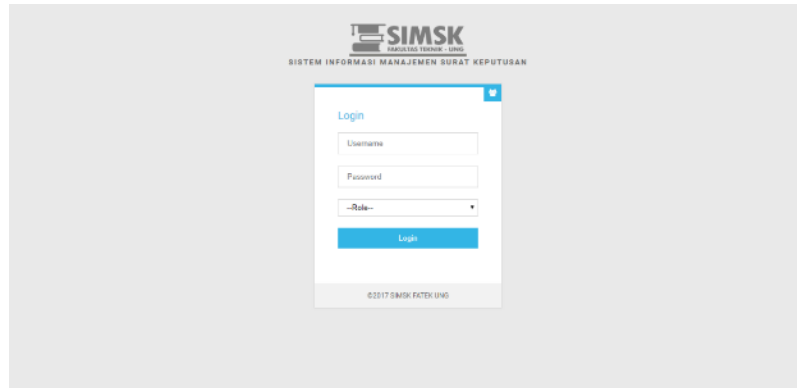 SIMSK
FAKULTAS TEKNIK - UNG
SISTEM INFORMASI MANAJEMEN SURAT KEPUTUSAN
Login
Username
Password
--Role--
Login
©2017 SIMSK FATEK UNG